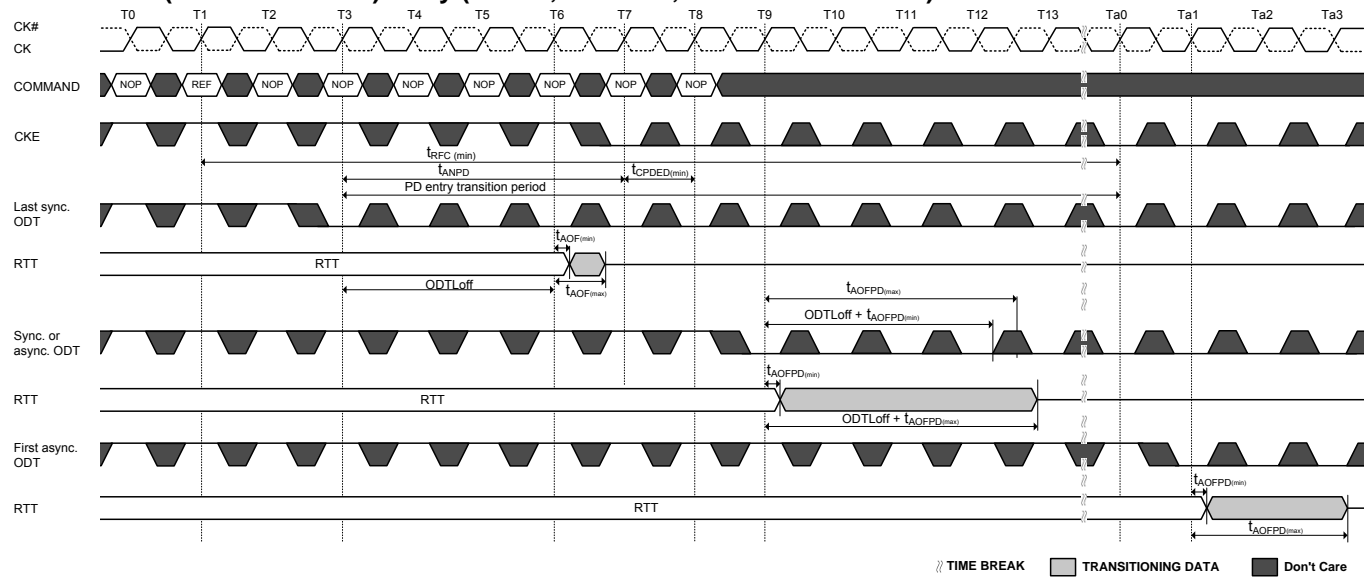 T0 T1 T2 T3 T4 T5 T6 T7 T8 T9 T10 T11 T12 T13 Ta0 Ta1 Ta2 Ta3
CK#
CK
COMMAND NOP REF NOP NOP NOP NOP NOP NOP NOP
CKE
tRFC (min)
tANPD tCPDED(min)
PD entry transition period
Last sync.
ODT
tAOF(min)
RTT RTT
ODTLoff tAOF(max)
tAOFPD(max)
ODTLoff + tAOFPD(min)
Sync. or
async. ODT
tAOFPD(min)
RTT RTT
ODTLoff + tAOFPD(max)
First async.
ODT
tAOFPD(min)
RTT RTT
tAOFPD(max)
TIME BREAK TRANSITIONING DATA Don't Care